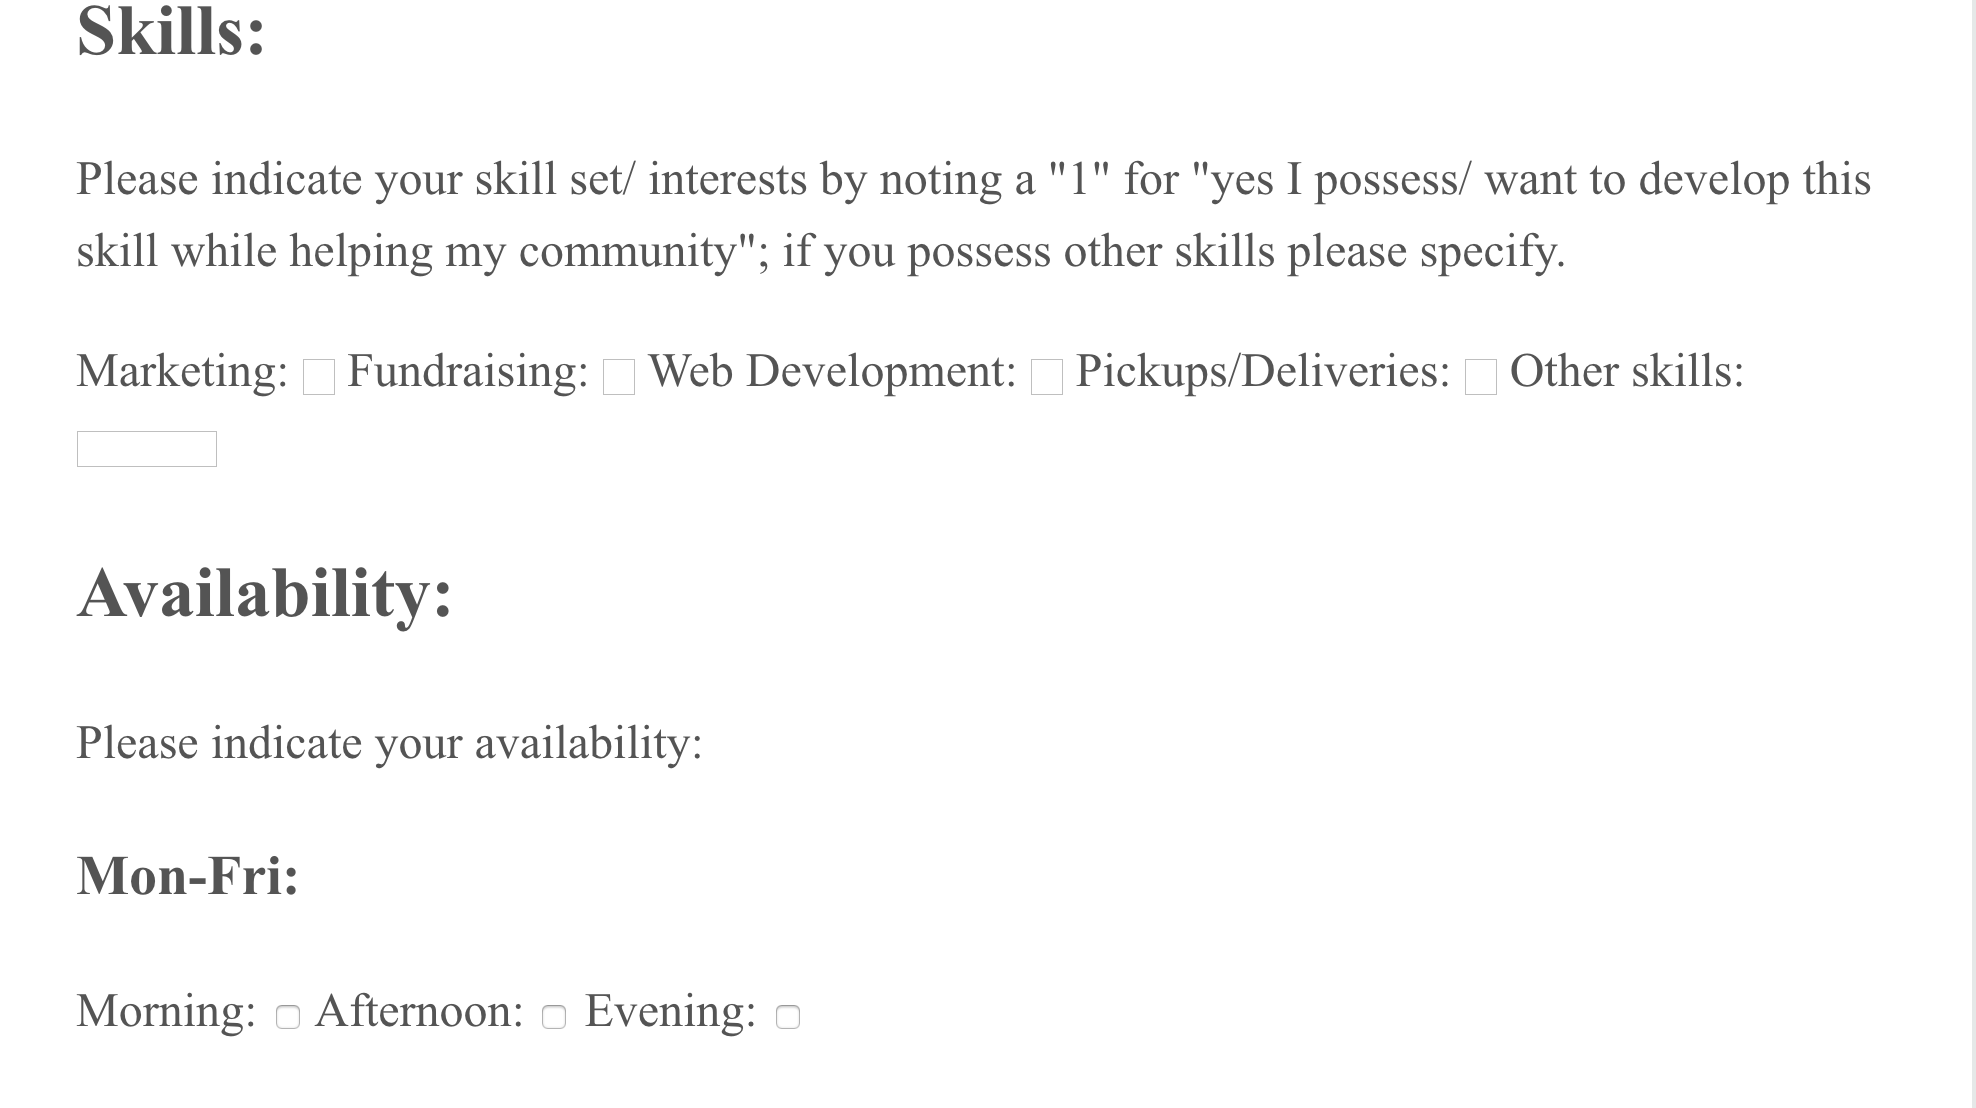 Skills:
Please indicate your skill set/ interests by noting a "1" for "yes I possess/ want to develop this
skill while helping my community"; if you possess other skills please specify.
Marketing: Fundraising: Web Development: Pickups/Deliveries: Other skills:
Availability:
Please indicate your availability:
Mon-Fri:
Morning: Afternoon: Evening: